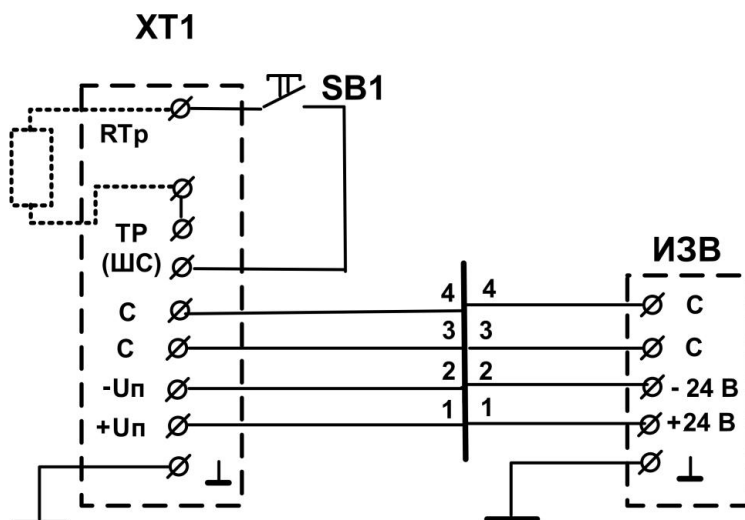 XT1
SB1
RTp
ТР
(ШС)
ИЗВ
С
4 4
С
С
3 3
С
-Uп
2 2
- 24 В
+Uп
1 1
+24 В